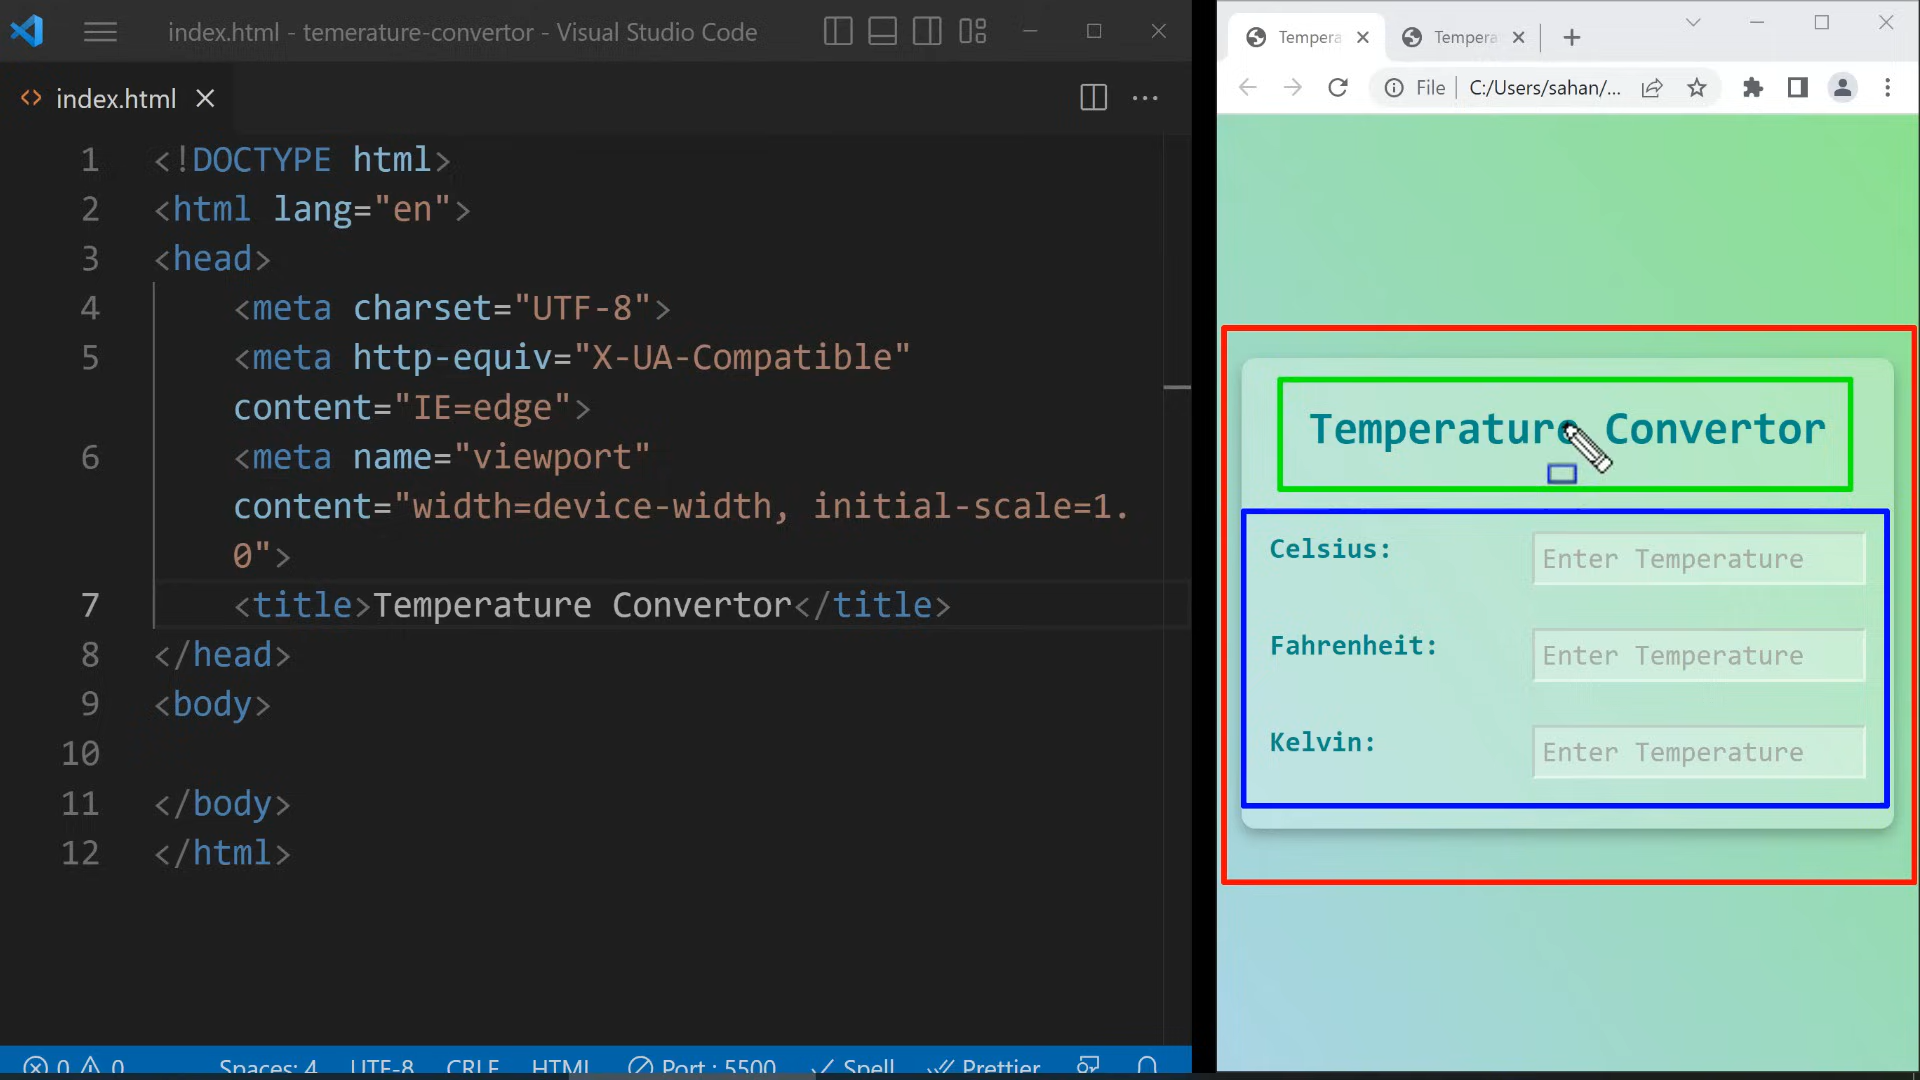 index.html - temerature-convertor - Visual Studio Code
index.html
1 <!DOCTYPE html>
2 <html lang="en">
3 <head>
4 <meta charset="UTF-8">
5 <meta http-equiv="X-UA-Compatible"
content="IE=edge">
6 <meta name="viewport"
content="width=device-width, initial-scale=1.
0">
7 <title>Temperature Convertor</title>
8 </head>
9 <body>
10
11 </body>
12 </html>
0 0 Spaces: 4 UTF-8 CRLF HTML Port : 5500 Spell Prettier
Tempera Tempera
File C:/Users/sahan/...
Temperature Convertor
Celsius: Enter Temperature
Fahrenheit: Enter Temperature
Kelvin: Enter Temperature